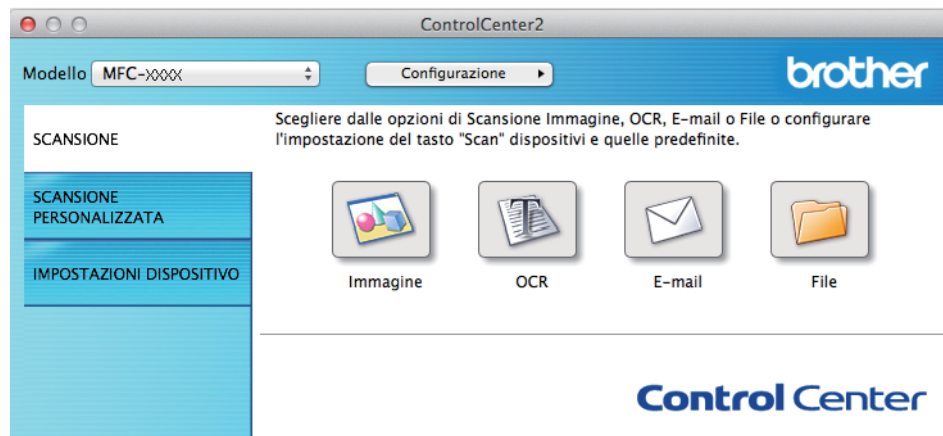 ControlCenter2
Modello MFC-XXXX Configurazione brother
SCANSIONE
Scegliere dalle opzioni di Scansione Immagine, OCR, E-mail o File o configurare
l'impostazione del tasto "Scan" dispositivi e quelle predefinite.
SCANSIONE
PERSONALIZZATA
IMPOSTAZIONI DISPOSITIVO
Immagine OCR E-mail File
Control Center